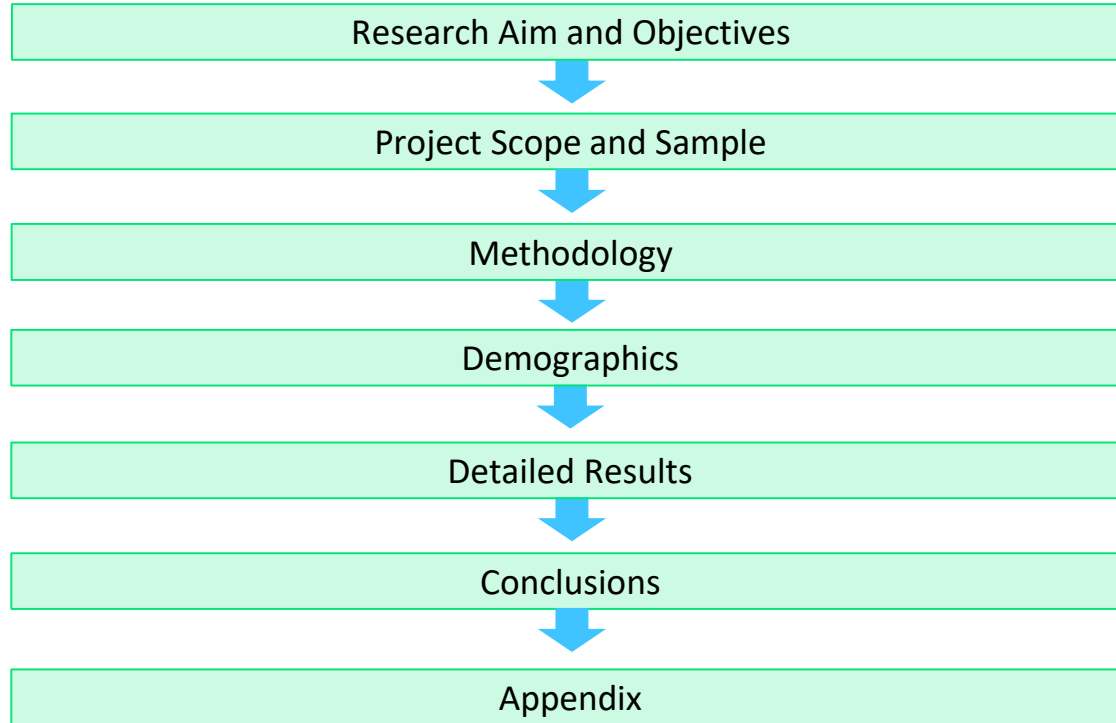 Research Aim and Objectives
Project Scope and Sample
Methodology
Demographics
Detailed Results
Conclusions
Appendix